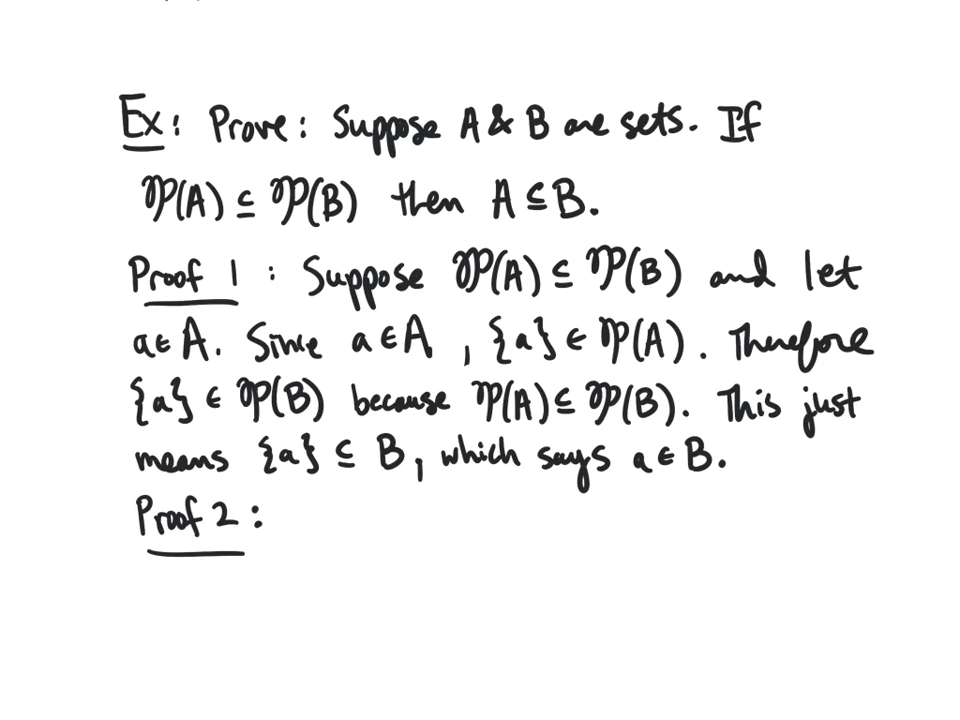 Ex: Prove: Suppose A & B are sets. If
𝒫(A) ⊆ 𝒫(B) then A ⊆ B.
Proof 1 : Suppose 𝒫(A) ⊆ 𝒫(B) and let
a ∈ A. Since a ∈ A , {a} ∈ 𝒫(A). Therefore
{a} ∈ 𝒫(B) because 𝒫(A) ⊆ 𝒫(B). This just
means {a} ⊆ B, which says a ∈ B.
Proof 2 :